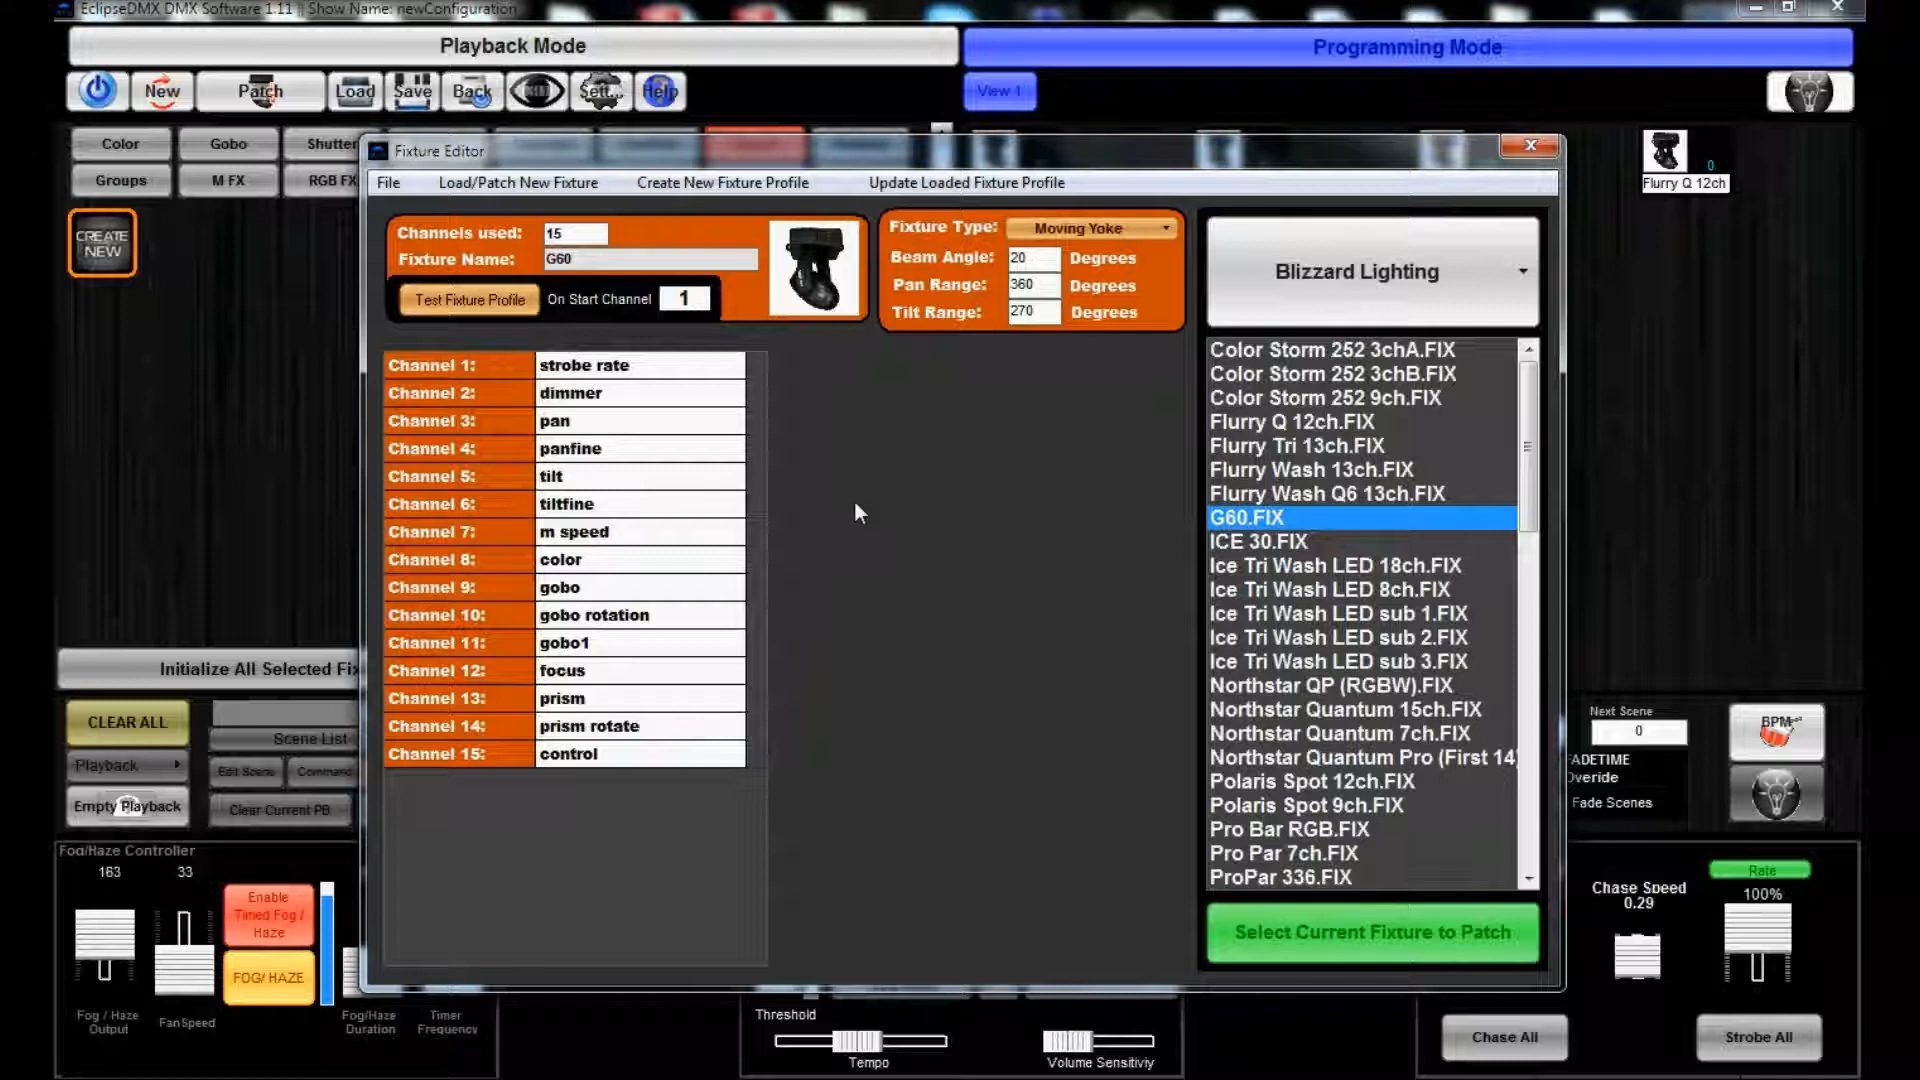 EclipseDMX DMX Software 1.11 || Show Name: newConfiguration
Playback Mode
Programming Mode
New
Patch
Load
Save
Back
Sett...
Help
View 1
Color
Gobo
Shutter
Groups
M FX
RGB FX
CREATE
NEW
0
Flurry Q 12ch
Fixture Editor
File
Load/Patch New Fixture
Create New Fixture Profile
Update Loaded Fixture Profile
Channels used: 15
Fixture Name: G60
Test Fixture Profile On Start Channel 1
Fixture Type: Moving Yoke
Beam Angle: 20 Degrees
Pan Range: 360 Degrees
Tilt Range: 270 Degrees
Channel 1: strobe rate
Channel 2: dimmer
Channel 3: pan
Channel 4: panfine
Channel 5: tilt
Channel 6: tiltfine
Channel 7: m speed
Channel 8: color
Channel 9: gobo
Channel 10: gobo rotation
Channel 11: gobo1
Channel 12: focus
Channel 13: prism
Channel 14: prism rotate
Channel 15: control
Blizzard Lighting
Color Storm 252 3chA.FIX
Color Storm 252 3chB.FIX
Color Storm 252 9ch.FIX
Flurry Q 12ch.FIX
Flurry Tri 13ch.FIX
Flurry Wash 13ch.FIX
Flurry Wash Q6 13ch.FIX
G60.FIX
ICE 30.FIX
Ice Tri Wash LED 18ch.FIX
Ice Tri Wash LED 8ch.FIX
Ice Tri Wash LED sub 1.FIX
Ice Tri Wash LED sub 2.FIX
Ice Tri Wash LED sub 3.FIX
Northstar QP (RGBW).FIX
Northstar Quantum 15ch.FIX
Northstar Quantum 7ch.FIX
Northstar Quantum Pro (First 14)
Polaris Spot 12ch.FIX
Polaris Spot 9ch.FIX
Pro Bar RGB.FIX
Pro Par 7ch.FIX
ProPar 336.FIX
Select Current Fixture to Patch
Initialize All Selected Fix
CLEAR ALL
Playback
Empty Playback
Scene List
Edit Scene
Command
Clear Current PB
Next Scene
0
FADETIME
Overide
Fade Scenes
BPM
Fog/Haze Controller
163
33
Enable
Timed Fog /
Haze
FOG/ HAZE
Fog / Haze
Output
FanSpeed
Fog/Haze
Duration
Timer
Frequency
Threshold
Tempo
Volume Sensitiviy
Chase Speed
0.29
Rate
100%
Chase All
Strobe All